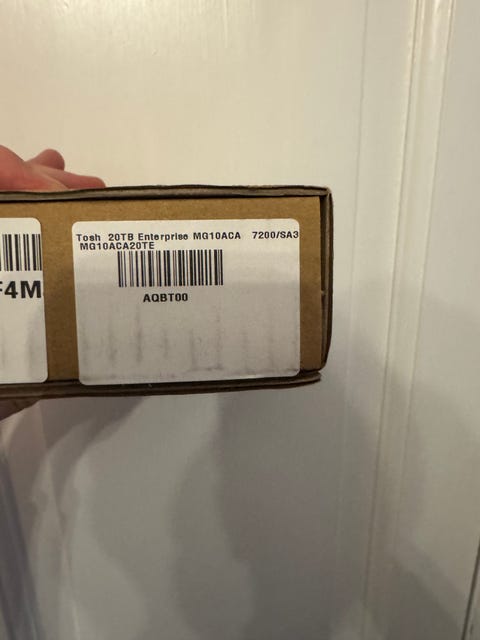 Tosh 20TB Enterprise MG10ACA 7200/SA3
MG10ACA20TE
AQBT00
F4M